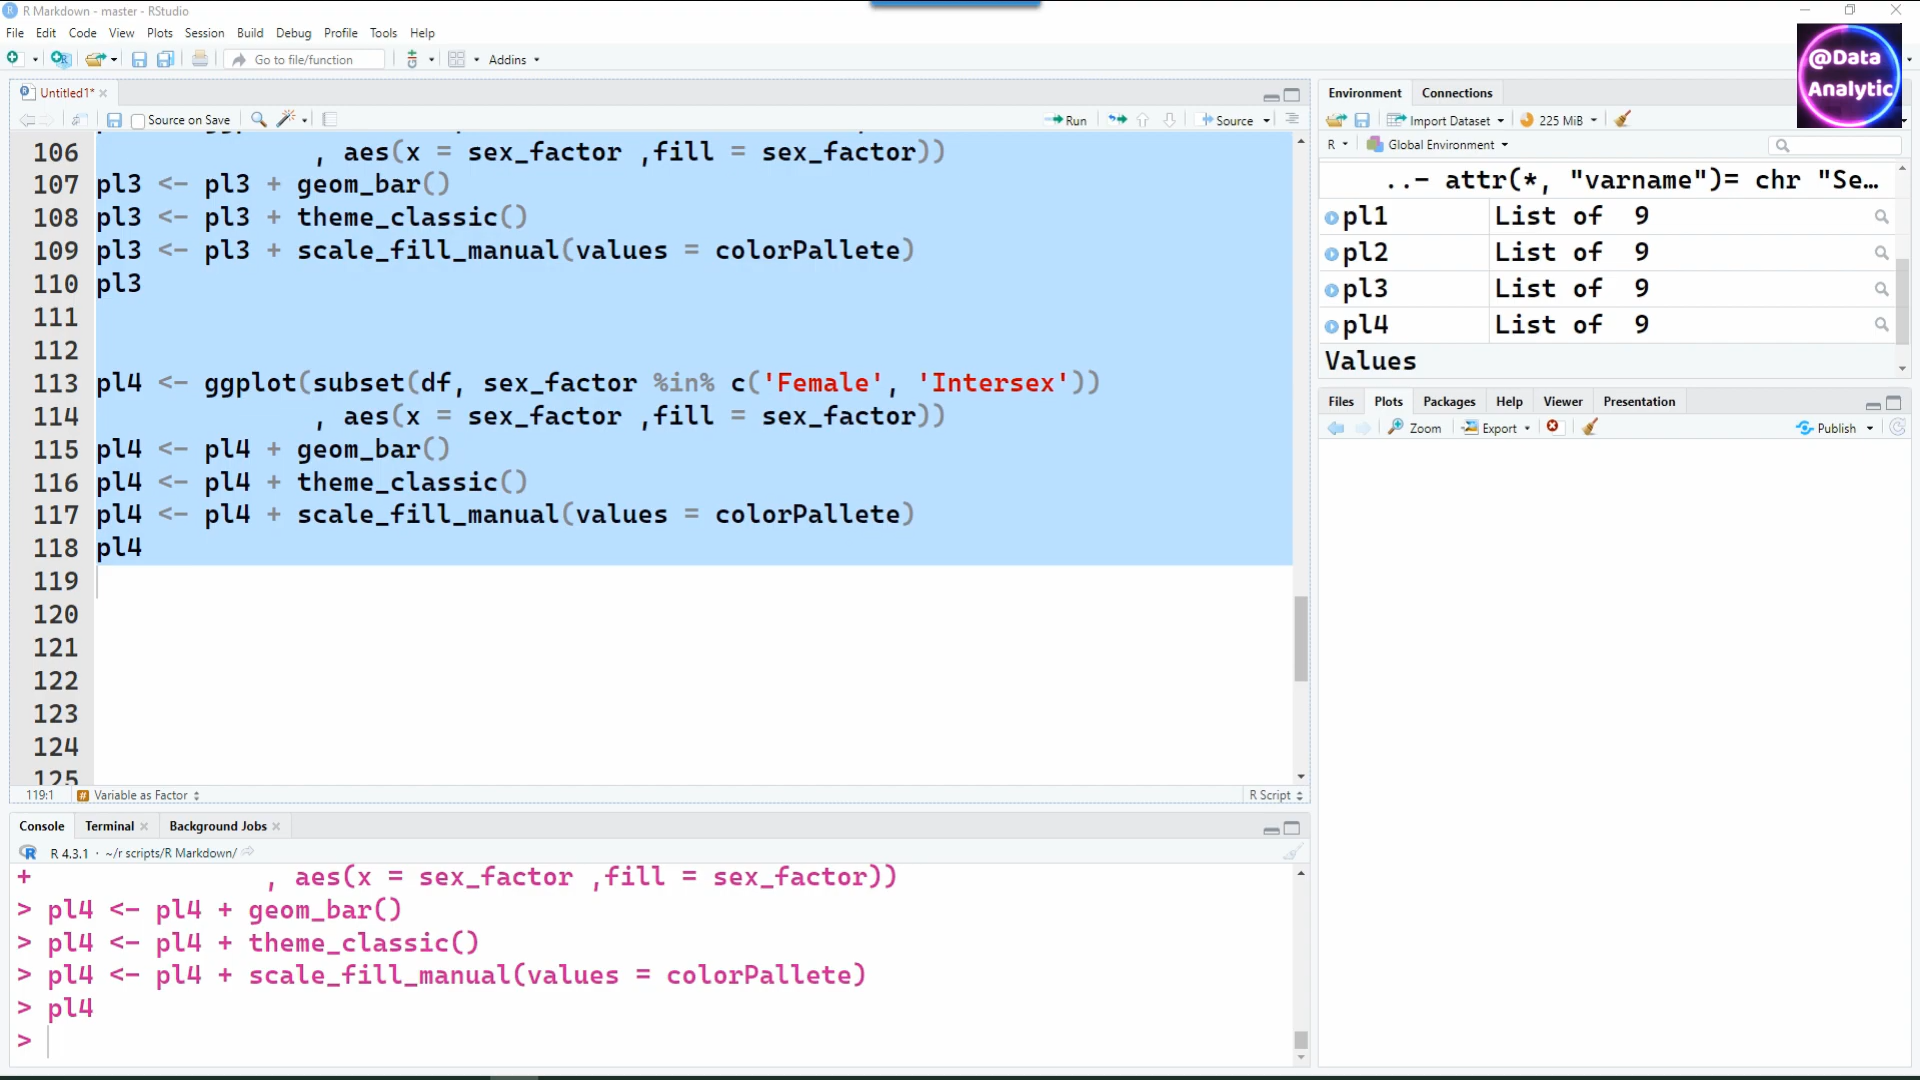 R Markdown - master - RStudio
File Edit Code View Plots Session Build Debug Profile Tools Help
Go to file/function Addins
@Data
Analytic
Untitled1*
Source on Save Run Source
106 , aes(x = sex_factor ,fill = sex_factor))
107 pl3 <- pl3 + geom_bar()
108 pl3 <- pl3 + theme_classic()
109 pl3 <- pl3 + scale_fill_manual(values = colorPallete)
110 pl3
111
112
113 pl4 <- ggplot(subset(df, sex_factor %in% c('Female', 'Intersex'))
114 , aes(x = sex_factor ,fill = sex_factor))
115 pl4 <- pl4 + geom_bar()
116 pl4 <- pl4 + theme_classic()
117 pl4 <- pl4 + scale_fill_manual(values = colorPallete)
118 pl4
119
120
121
122
123
124
125
119:1 # Variable as Factor R Script
Console Terminal Background Jobs
R 4.3.1 · ~/r scripts/R Markdown/
+ , aes(x = sex_factor ,fill = sex_factor))
> pl4 <- pl4 + geom_bar()
> pl4 <- pl4 + theme_classic()
> pl4 <- pl4 + scale_fill_manual(values = colorPallete)
> pl4
>
Environment Connections
Import Dataset 225 MiB
R Global Environment
..- attr(*, "varname")= chr "Se…
pl1 List of 9
pl2 List of 9
pl3 List of 9
pl4 List of 9
Values
Files Plots Packages Help Viewer Presentation
Zoom Export Publish